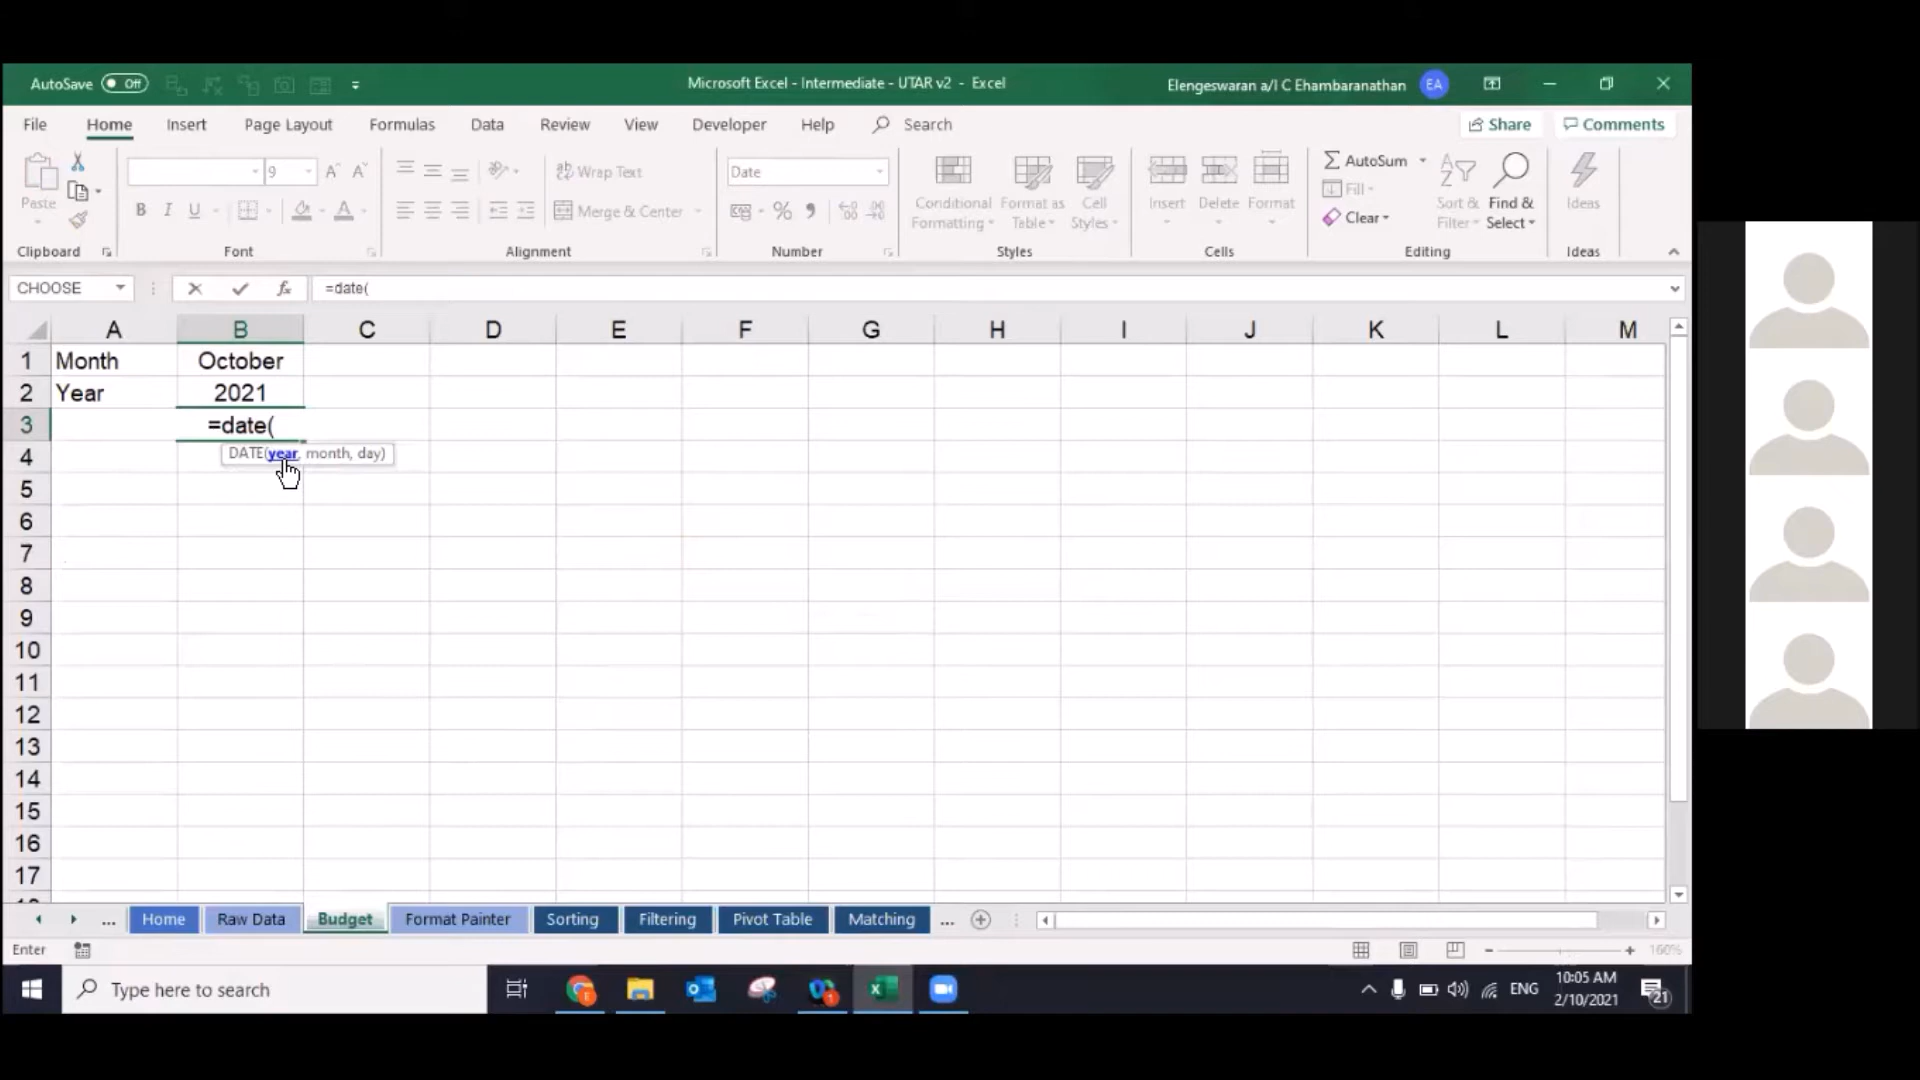 AutoSave Off
Microsoft Excel - Intermediate - UTAR v2 - Excel
Elengeswaran a/l C Ehambaranathan EA
File Home Insert Page Layout Formulas Data Review View Developer Help Search Share Comments
Paste
Clipboard
9
B I U
Font
Wrap Text
Merge & Center
Alignment
Date
%
Number
Conditional Formatting
Format as Table
Cell Styles
Styles
Insert Delete Format
Cells
AutoSum
Fill
Clear
Sort & Filter
Find & Select
Editing
Ideas
Ideas
CHOOSE fx =date(
A B C D E F G H I J K L M
1 Month October
2 Year 2021
3 =date(
DATE(year, month, day)
4
5
6
7
8
9
10
11
12
13
14
15
16
17
... Home Raw Data Budget Format Painter Sorting Filtering Pivot Table Matching ...
Enter 160%
Type here to search
ENG
10:05 AM
2/10/2021
21